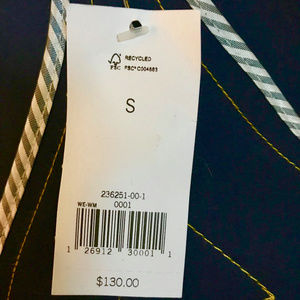 RECYCLED
FSC
FSC® C004883
S
236251-00-1
WE-WM
0001
1 26912 30001 1
$130.00